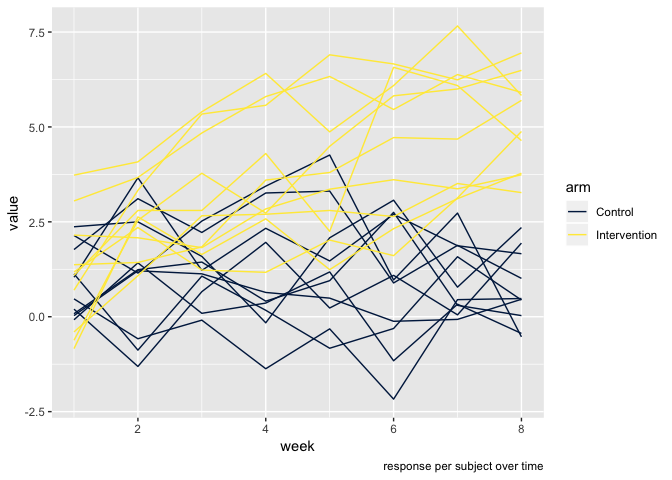 7.5
5.0
2.5
0.0
-2.5
value
2
4
6
8
week
arm
Control
Intervention
response per subject over time